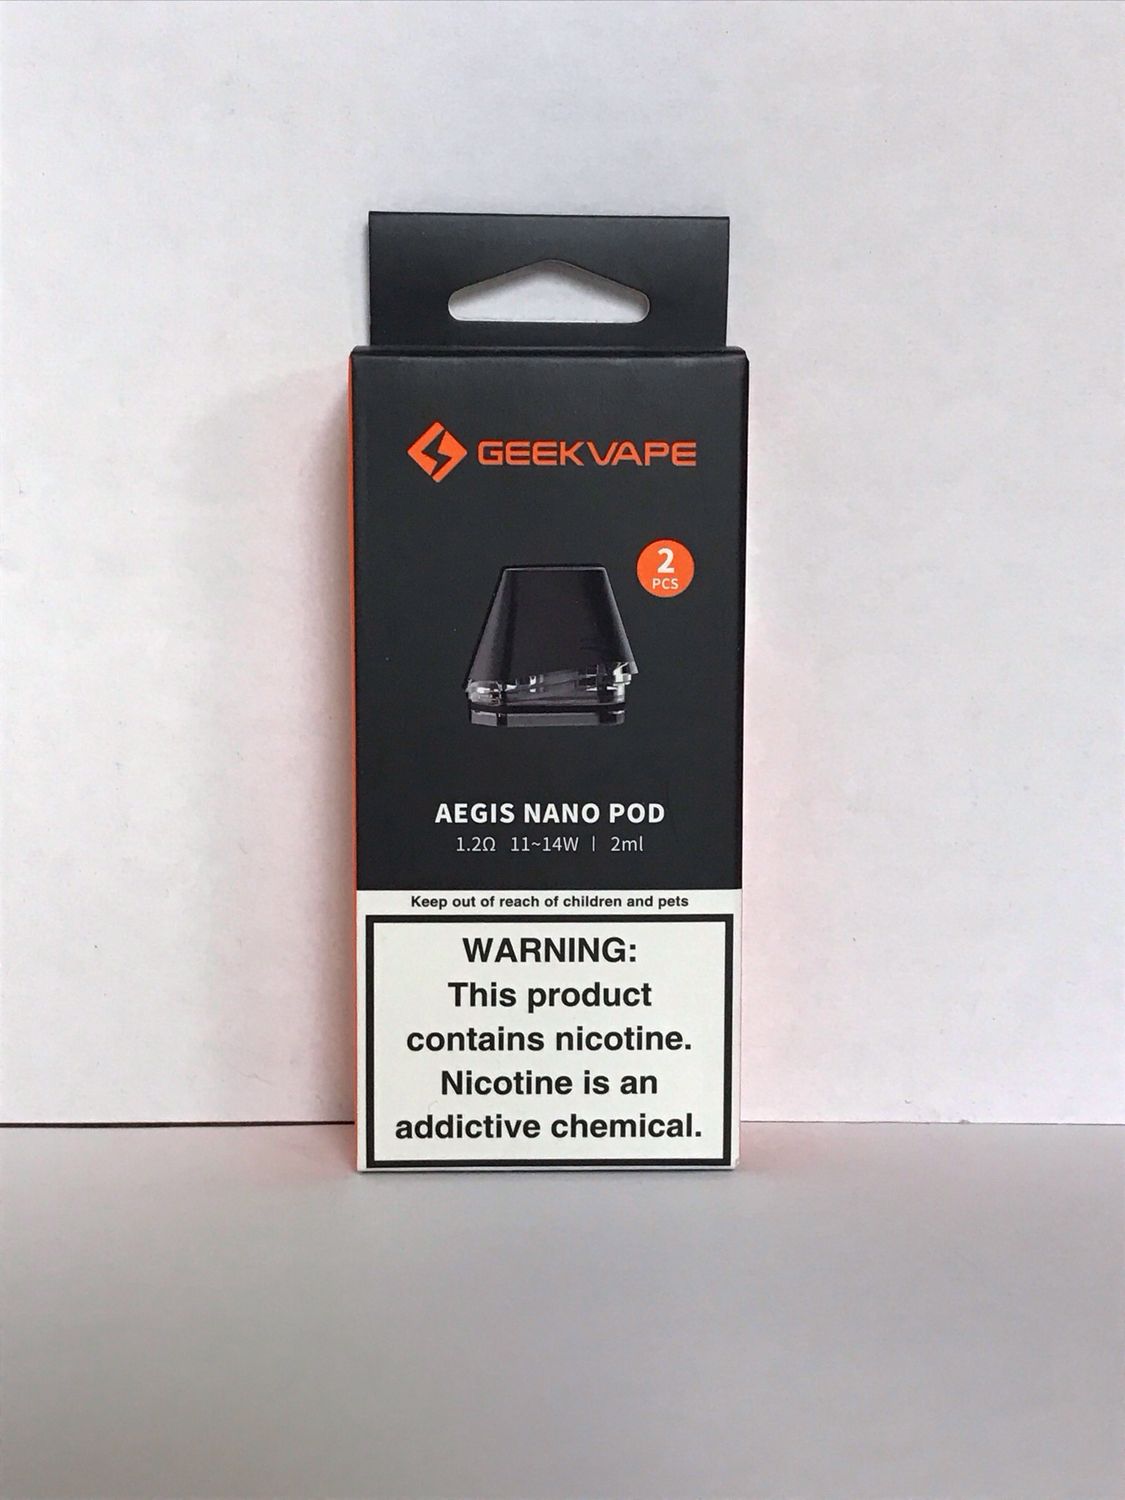 GEEKVAPE
2
PCS
AEGIS NANO POD
1.2Ω 11~14W | 2ml
Keep out of reach of children and pets
WARNING:
This product
contains nicotine.
Nicotine is an
addictive chemical.